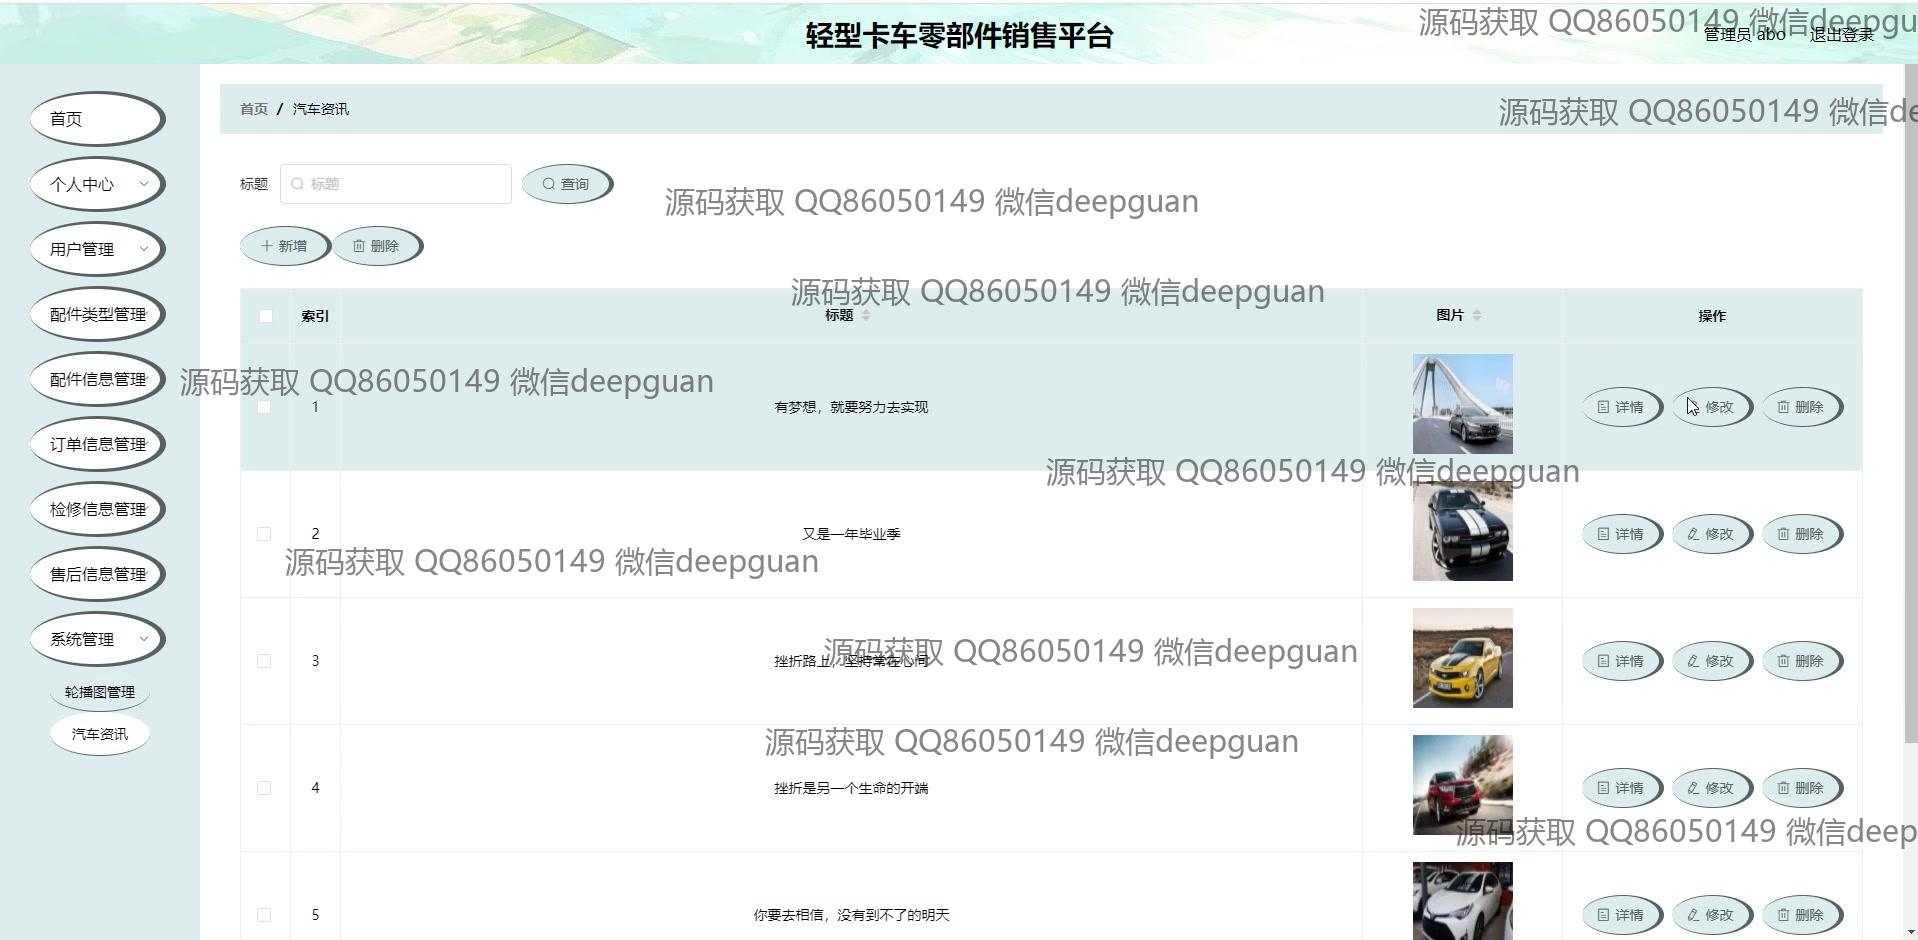 轻型卡车零部件销售平台
源码获取 QQ86050149 微信deepgu
管理员 abo 退出登录
首页 / 汽车资讯
源码获取 QQ86050149 微信de
首页
个人中心
用户管理
配件类型管理
配件信息管理
订单信息管理
检修信息管理
售后信息管理
系统管理
轮播图管理
汽车资讯
标题 标题 查询
源码获取 QQ86050149 微信deepguan
新增 删除
源码获取 QQ86050149 微信deepguan
索引 标题 图片 操作
源码获取 QQ86050149 微信deepguan
1 有梦想，就要努力去实现 详情 修改 删除
源码获取 QQ86050149 微信deepguan
2 又是一年毕业季 详情 修改 删除
源码获取 QQ86050149 微信deepguan
3 挫折路上，坚持常在心间 详情 修改 删除
源码获取 QQ86050149 微信deepguan
源码获取 QQ86050149 微信deepguan
4 挫折是另一个生命的开端 详情 修改 删除
源码获取 QQ86050149 微信deep
5 你要去相信，没有到不了的明天 详情 修改 删除